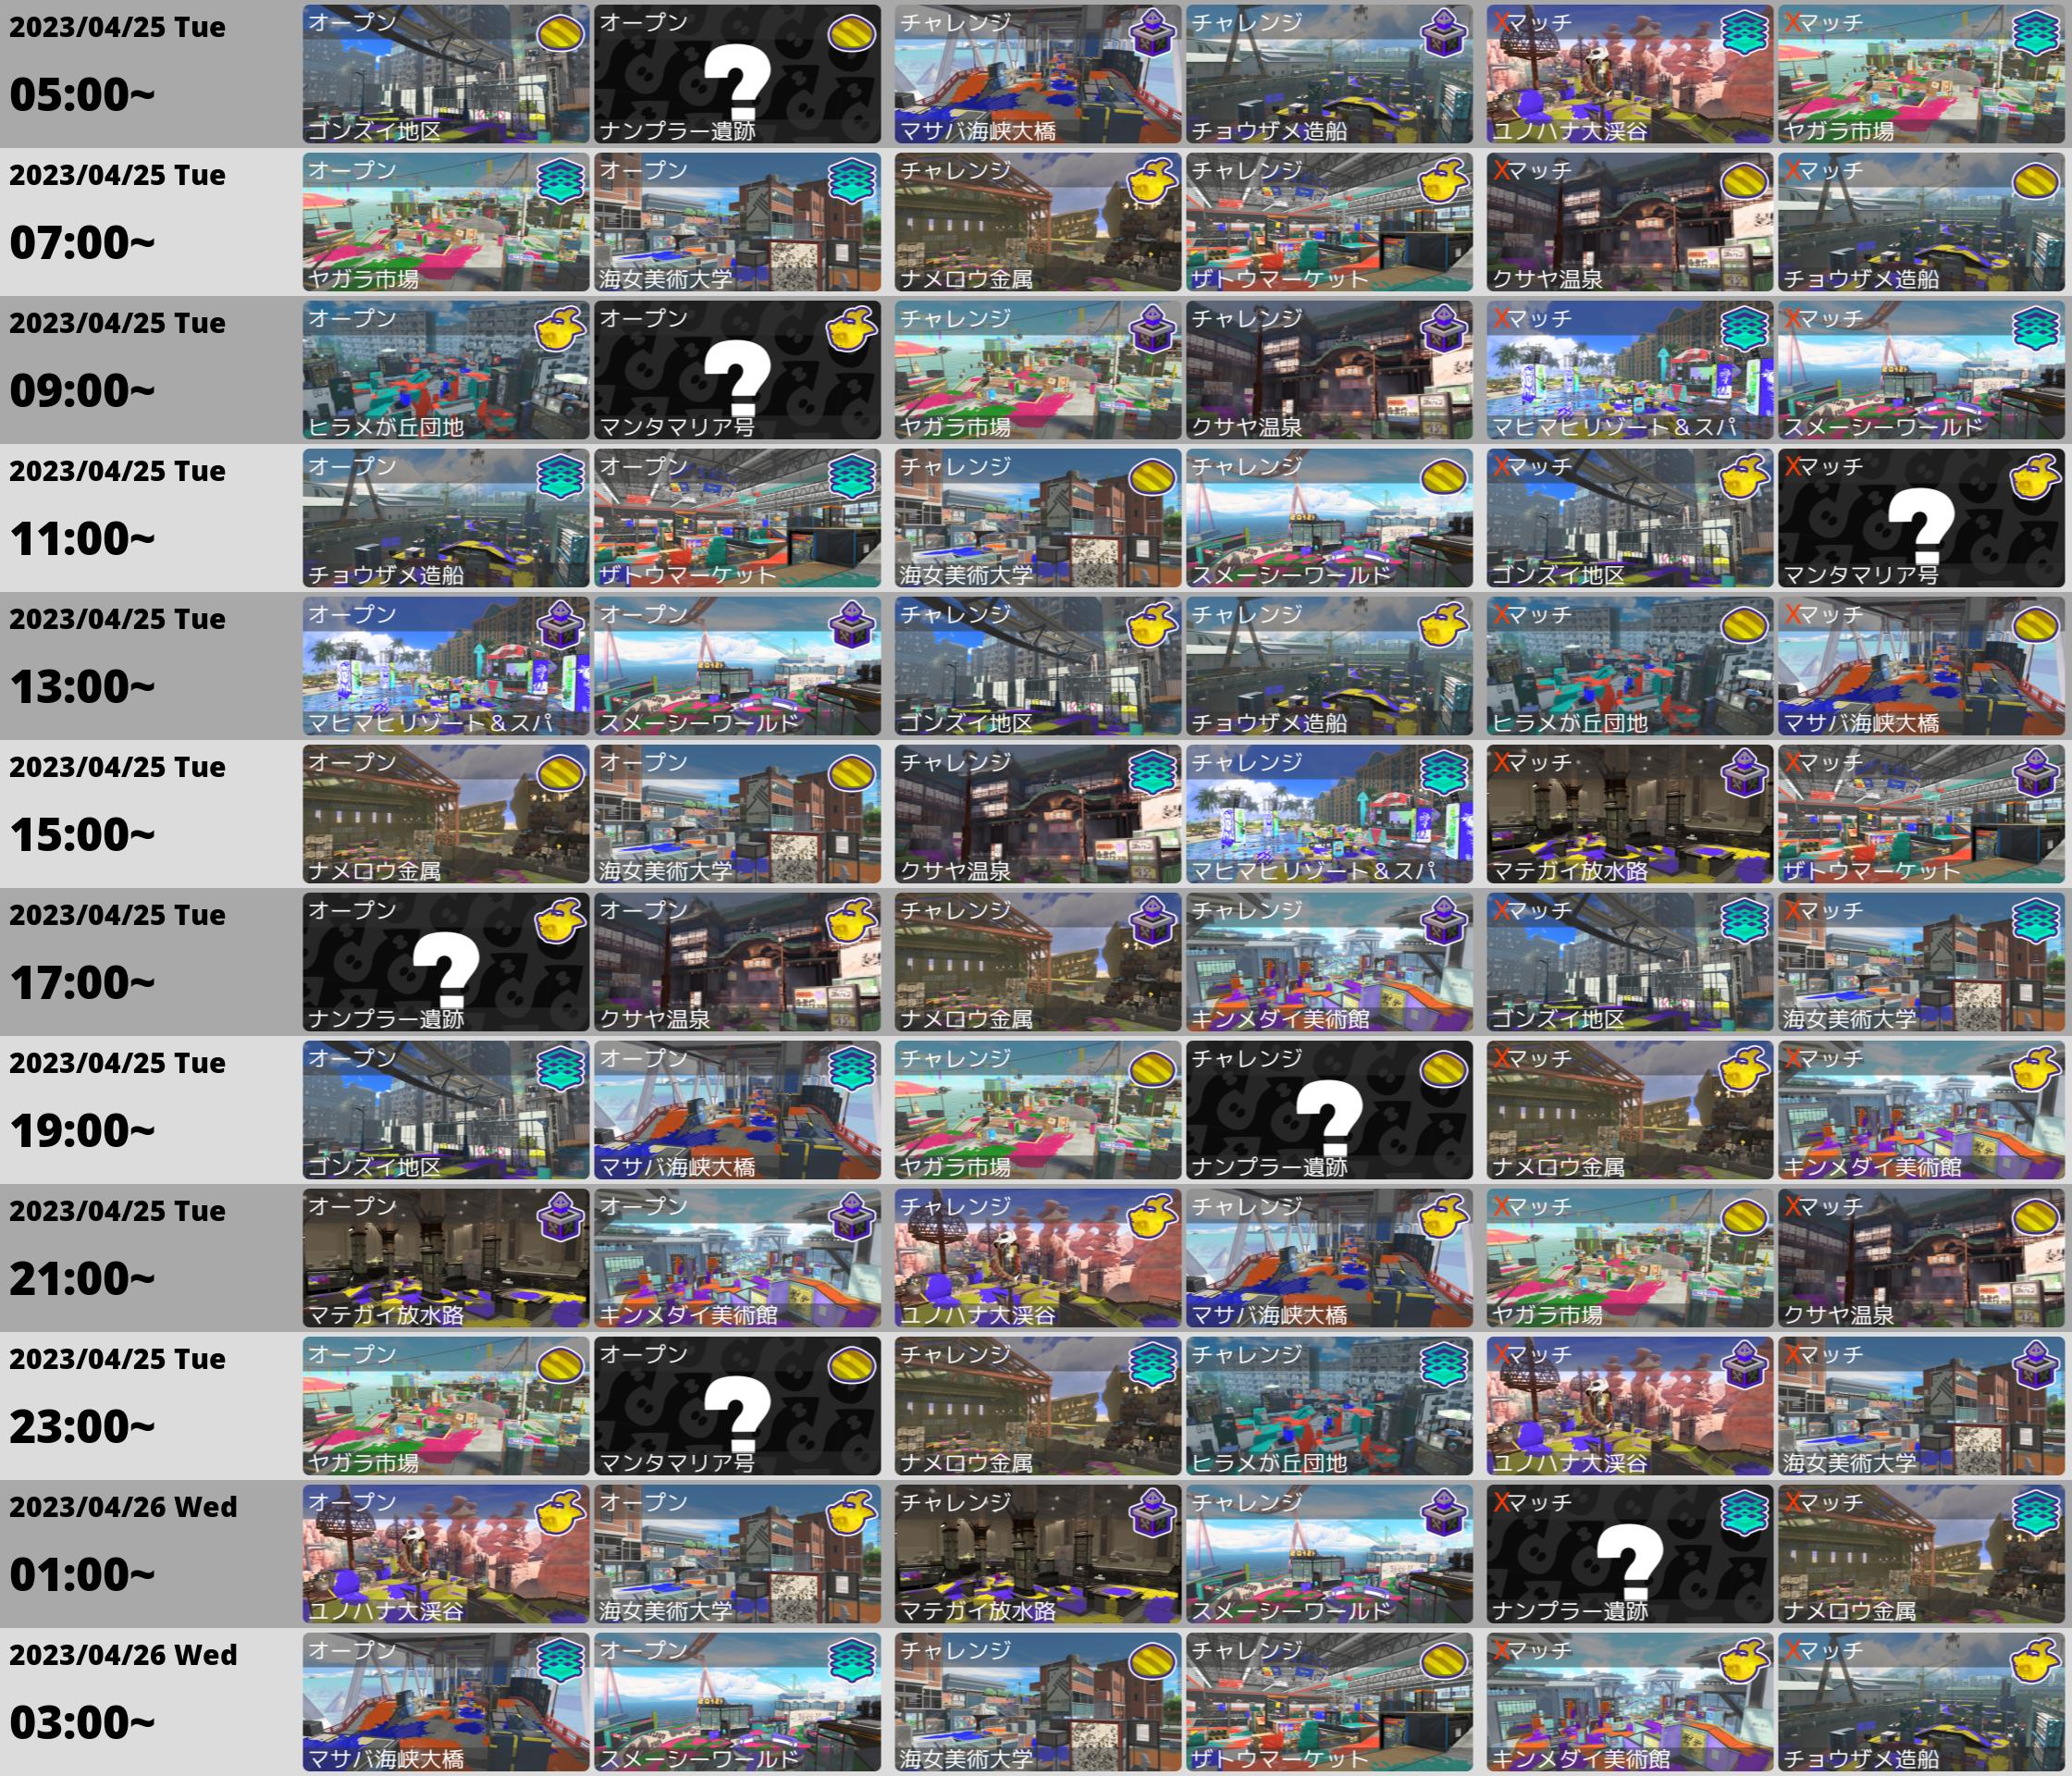 2023/04/25 Tue
05:00~
オープン オープン チャレンジ チャレンジ Xマッチ Xマッチ
ゴンズイ地区 ナンプラー遺跡 マサバ海峡大橋 チョウザメ造船 ユノハナ大渓谷 ヤガラ市場
2023/04/25 Tue
07:00~
オープン オープン チャレンジ チャレンジ Xマッチ Xマッチ
ヤガラ市場 海女美術大学 ナメロウ金属 ザトウマーケット クサヤ温泉 チョウザメ造船
2023/04/25 Tue
09:00~
オープン オープン チャレンジ チャレンジ Xマッチ Xマッチ
ヒラメが丘団地 マンタマリア号 ヤガラ市場 クサヤ温泉 マヒマヒリゾート&スパ スメーシーワールド
2023/04/25 Tue
11:00~
オープン オープン チャレンジ チャレンジ Xマッチ Xマッチ
チョウザメ造船 ザトウマーケット 海女美術大学 スメーシーワールド ゴンズイ地区 マンタマリア号
2023/04/25 Tue
13:00~
オープン オープン チャレンジ チャレンジ Xマッチ Xマッチ
マヒマヒリゾート&スパ スメーシーワールド ゴンズイ地区 チョウザメ造船 ヒラメが丘団地 マサバ海峡大橋
2023/04/25 Tue
15:00~
オープン オープン チャレンジ チャレンジ Xマッチ Xマッチ
ナメロウ金属 海女美術大学 クサヤ温泉 マヒマヒリゾート&スパ マテガイ放水路 ザトウマーケット
2023/04/25 Tue
17:00~
オープン オープン チャレンジ チャレンジ Xマッチ Xマッチ
ナンプラー遺跡 クサヤ温泉 ナメロウ金属 キンメダイ美術館 ゴンズイ地区 海女美術大学
2023/04/25 Tue
19:00~
オープン オープン チャレンジ チャレンジ Xマッチ Xマッチ
ゴンズイ地区 マサバ海峡大橋 ヤガラ市場 ナンプラー遺跡 ナメロウ金属 キンメダイ美術館
2023/04/25 Tue
21:00~
オープン オープン チャレンジ チャレンジ Xマッチ Xマッチ
マテガイ放水路 キンメダイ美術館 ユノハナ大渓谷 マサバ海峡大橋 ヤガラ市場 クサヤ温泉
2023/04/25 Tue
23:00~
オープン オープン チャレンジ チャレンジ Xマッチ Xマッチ
ヤガラ市場 マンタマリア号 ナメロウ金属 ヒラメが丘団地 ユノハナ大渓谷 海女美術大学
2023/04/26 Wed
01:00~
オープン オープン チャレンジ チャレンジ Xマッチ Xマッチ
ユノハナ大渓谷 海女美術大学 マテガイ放水路 スメーシーワールド ナンプラー遺跡 ナメロウ金属
2023/04/26 Wed
03:00~
オープン オープン チャレンジ チャレンジ Xマッチ Xマッチ
マサバ海峡大橋 スメーシーワールド 海女美術大学 ザトウマーケット キンメダイ美術館 チョウザメ造船